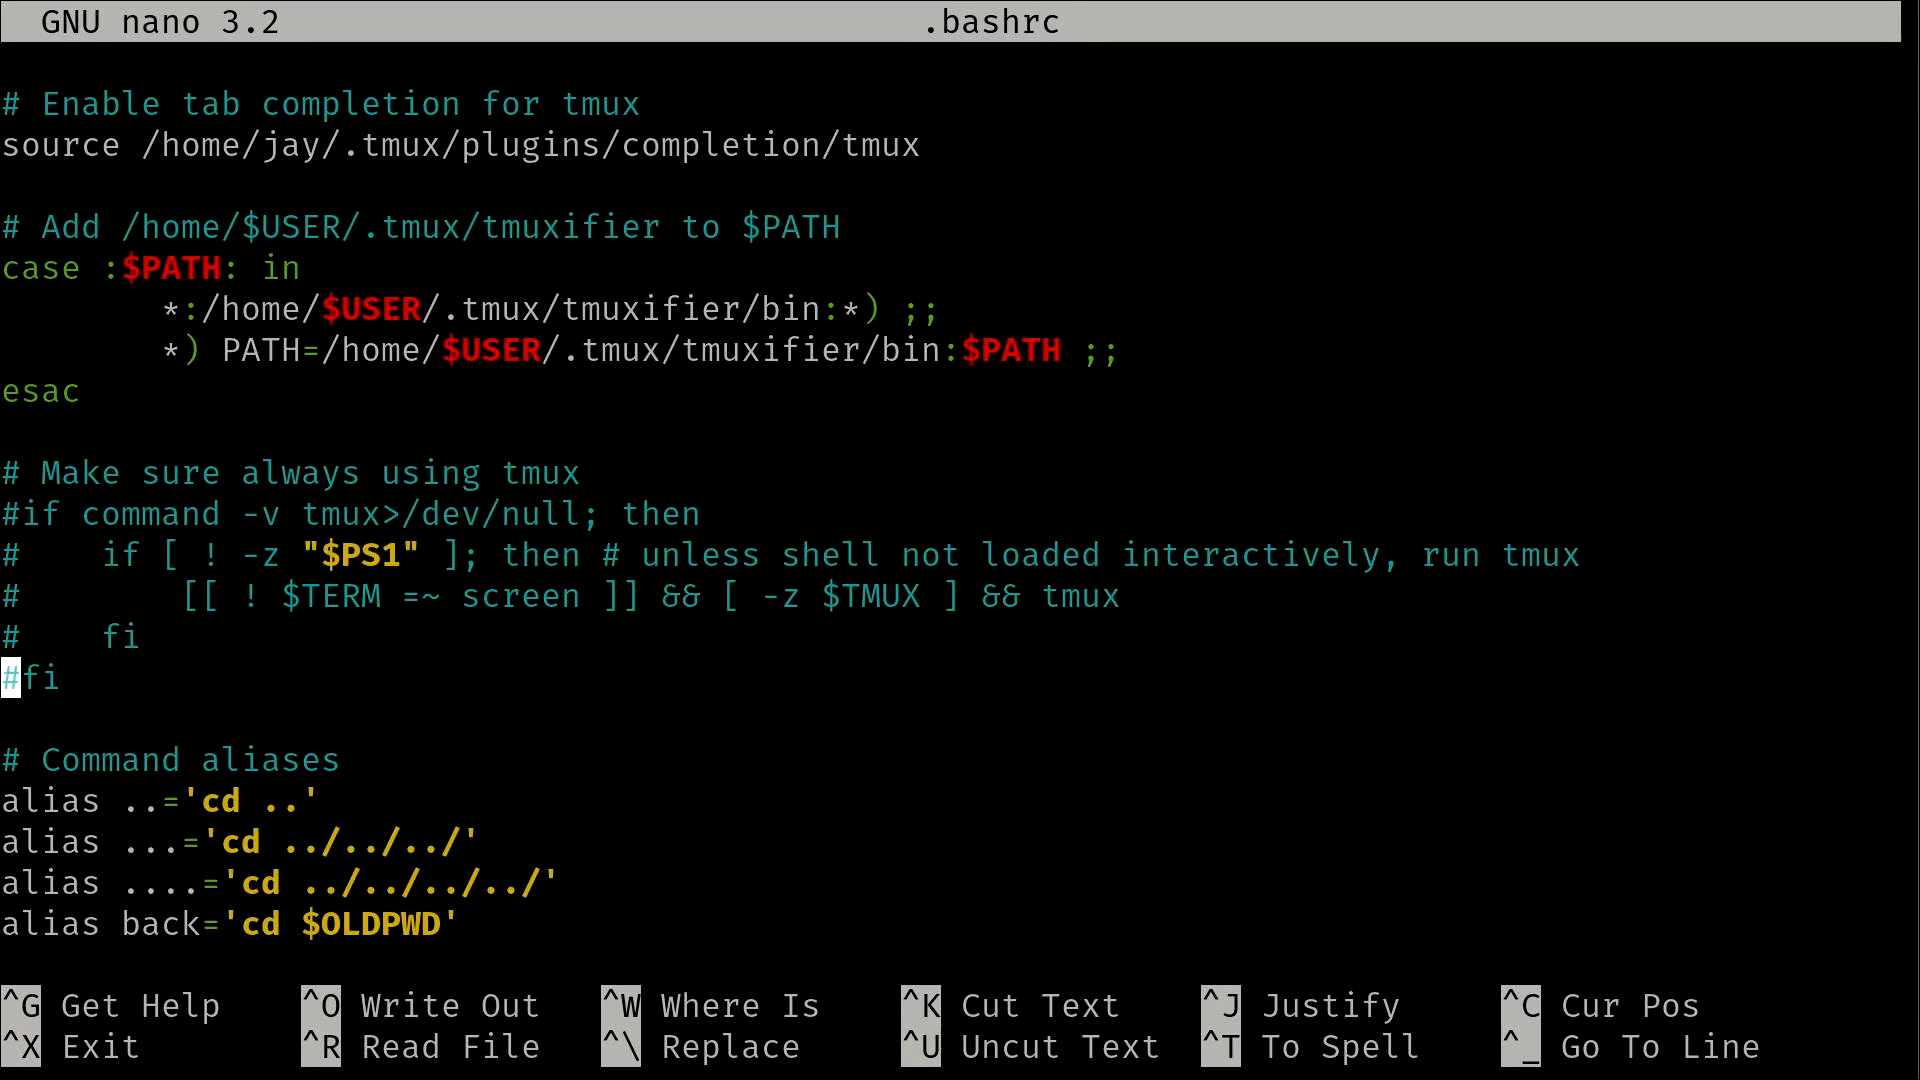 GNU nano 3.2 .bashrc
# Enable tab completion for tmux
source /home/jay/.tmux/plugins/completion/tmux
# Add /home/$USER/.tmux/tmuxifier to $PATH
case :$PATH: in
        *:/home/$USER/.tmux/tmuxifier/bin:*) ;;
        *) PATH=/home/$USER/.tmux/tmuxifier/bin:$PATH ;;
esac
# Make sure always using tmux
#if command -v tmux>/dev/null; then
#    if [ ! -z "$PS1" ]; then # unless shell not loaded interactively, run tmux
#        [[ ! $TERM =~ screen ]] && [ -z $TMUX ] && tmux
#    fi
#fi
# Command aliases
alias ..='cd ..'
alias ...='cd ../../../'
alias ....='cd ../../../../'
alias back='cd $OLDPWD'
^G Get Help ^O Write Out ^W Where Is ^K Cut Text ^J Justify ^C Cur Pos
^X Exit ^R Read File ^\ Replace ^U Uncut Text ^T To Spell ^_ Go To Line